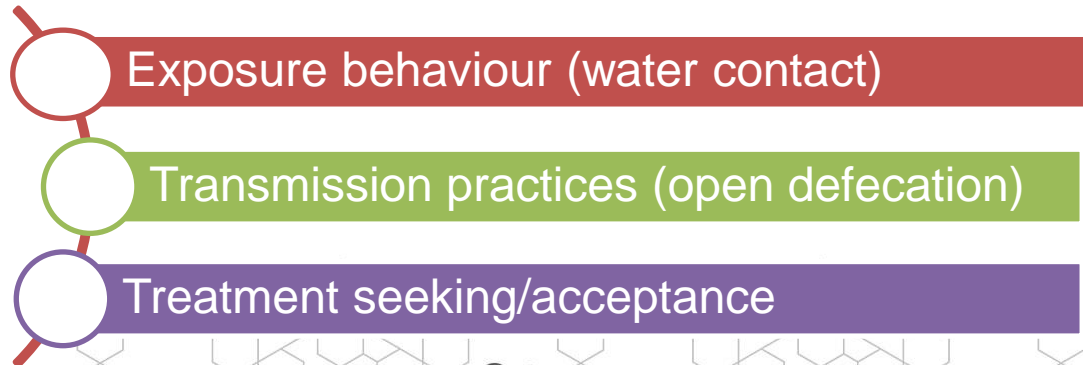 Exposure behaviour (water contact)
Transmission practices (open defecation)
Treatment seeking/acceptance